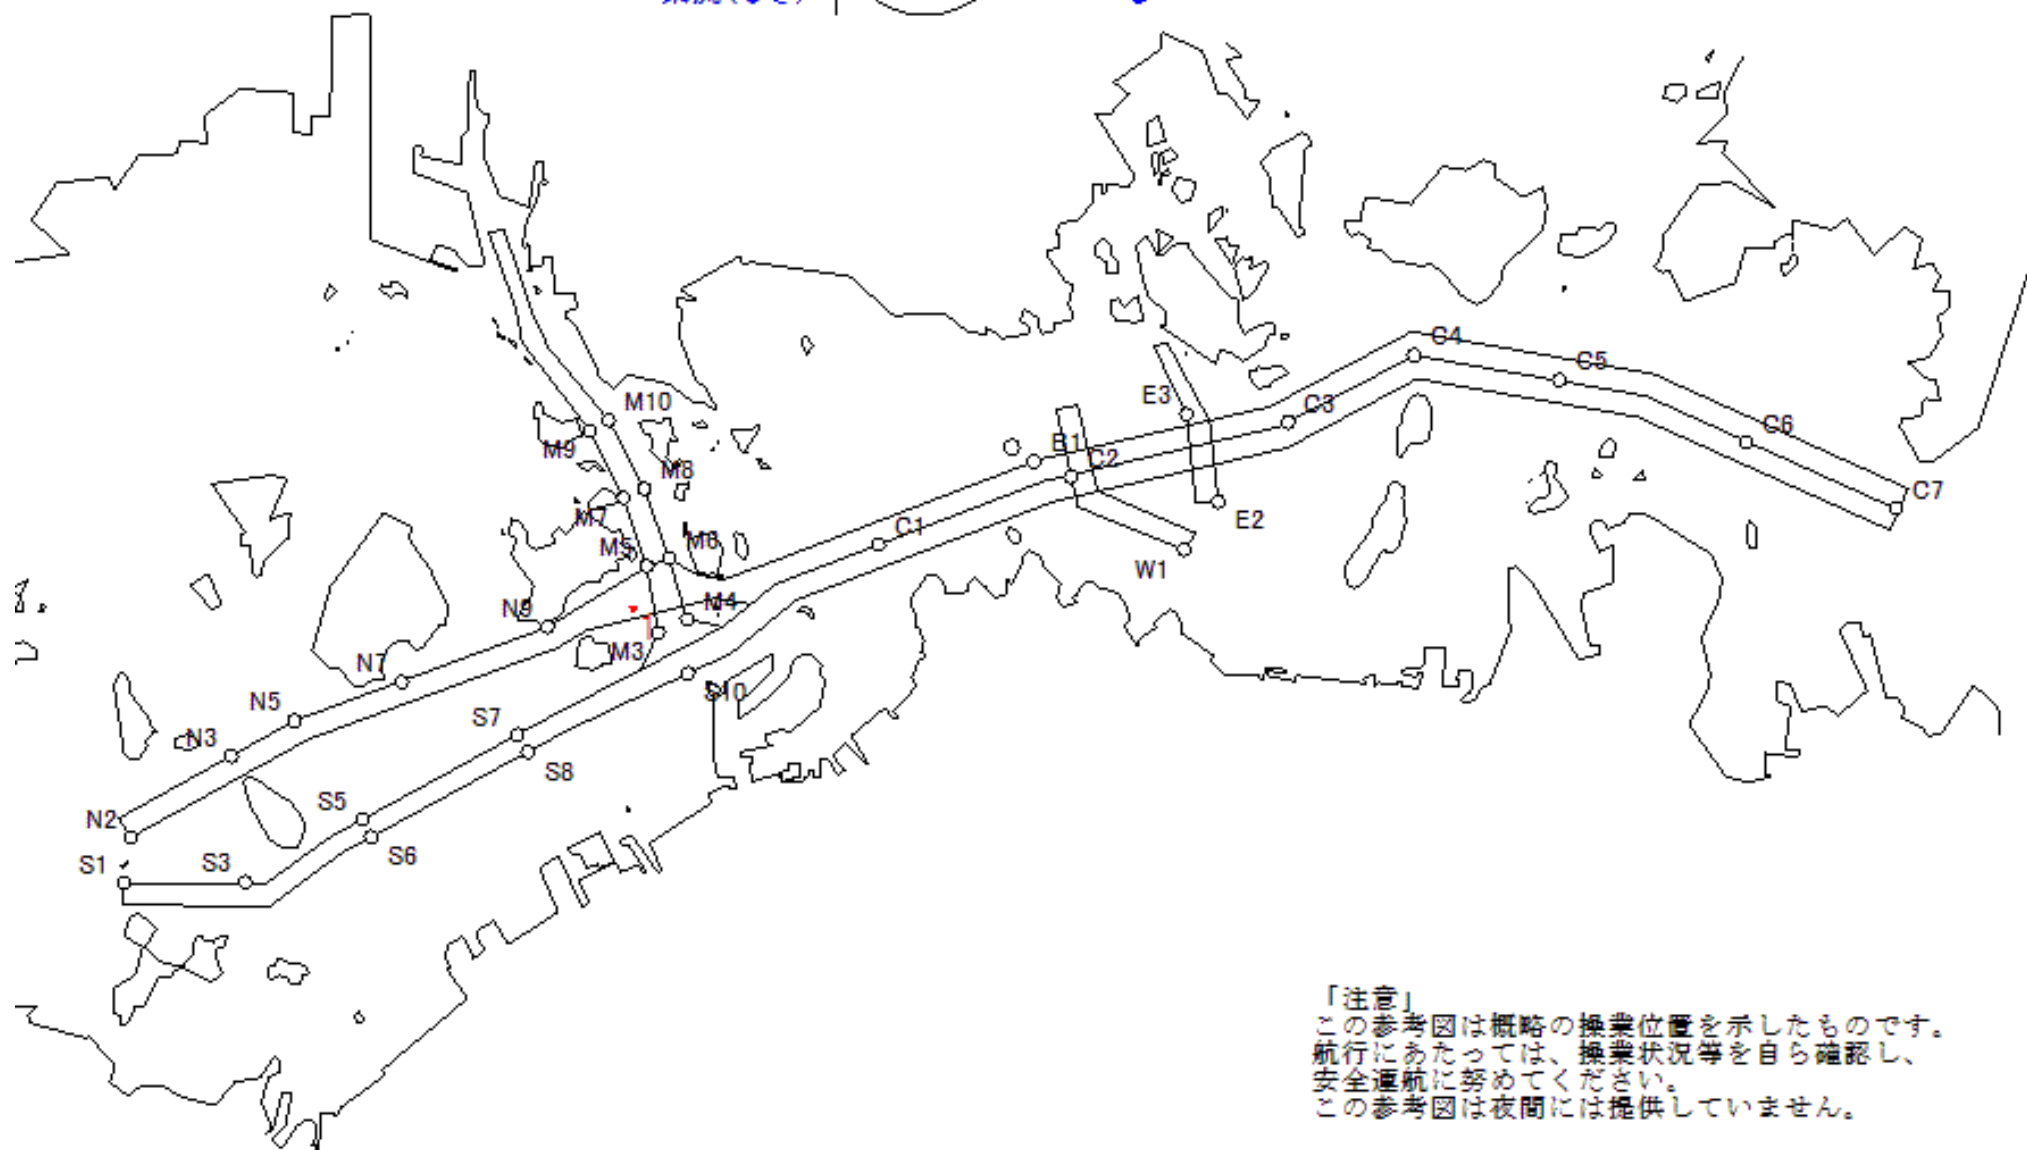 C4
C5
M10
E3
C3
C6
M9
B1
C2
M8
C7
M7
E2
C1
M5
M6
W1
N9
M4
M3
N7
S10
N5
S7
N3
S8
S5
N2
S6
S1
S3
「注意」
この参考図は概略の操業位置を示したものです。
航行にあたっては、操業状況等を自ら確認し、
安全運航に努めてください。
この参考図は夜間には提供していません。